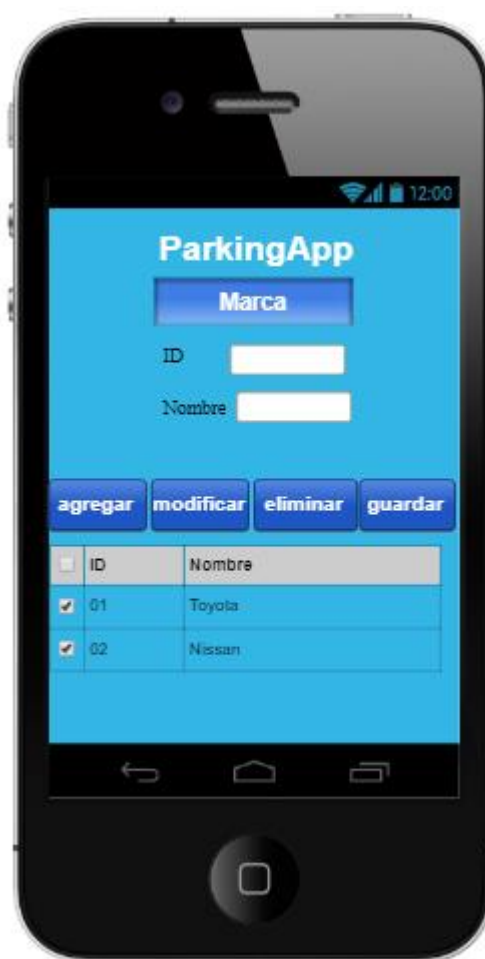 12:00
ParkingApp
Marca
ID
Nombre
agregar modificar eliminar guardar
ID Nombre
01 Toyota
02 Nissan